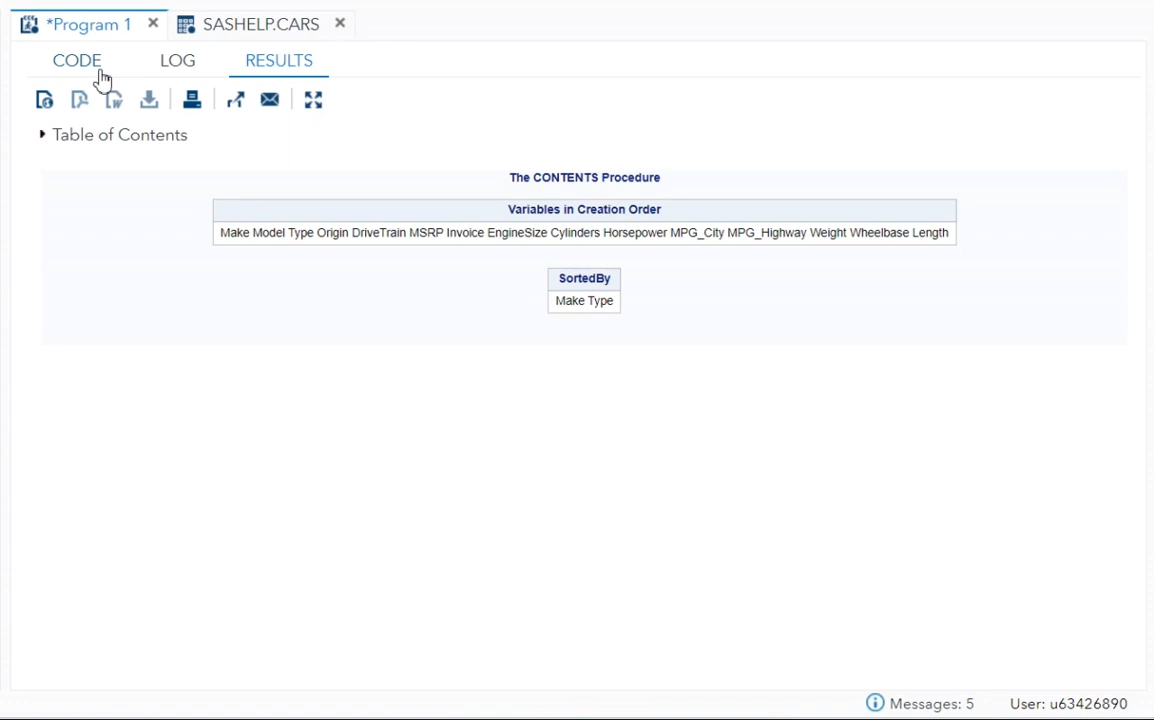 *Program 1 × SASHELP.CARS ×
CODE LOG RESULTS
Table of Contents
The CONTENTS Procedure
Variables in Creation Order
Make Model Type Origin DriveTrain MSRP Invoice EngineSize Cylinders Horsepower MPG_City MPG_Highway Weight Wheelbase Length
SortedBy
Make Type
Messages: 5 User: u63426890